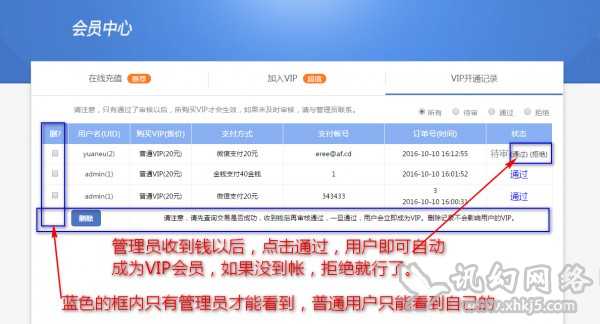 会员中心
在线充值 推荐 加入VIP 超值 VIP开通记录
请注意，只有通过了审核以后，所购买VIP才会生效，如果未及时审核，请与管理员联系。 所有 待审 通过 拒绝
删? 用户名(UID) 购买VIP(售价) 支付方式 支付帐号 订单号(时间) 状态
yuaneu(2) 普通VIP(20元) 微信支付20元 eree@af.cd 2016-10-10 16:12:55 待审 (通过) (拒绝)
admin(1) 普通VIP(20元) 金钱支付40金钱 1 2016-10-10 16:01:52 通过
admin(1) 普通VIP(20元) 微信支付20元 343433 3 通过
2016-10-10 16:00:31
删除 请注意，请先查询交易是否成功，收到钱后再审核通过，一旦通过，用户会立即成为VIP。删除记录不会影响用户的VIP。
管理员收到钱以后，点击通过，用户即可自动
成为VIP会员，如果没到帐，拒绝就行了。
蓝色的框内只有管理员才能看到，普通用户只能看到自己的
讯幻网络
www.xhkj5.com